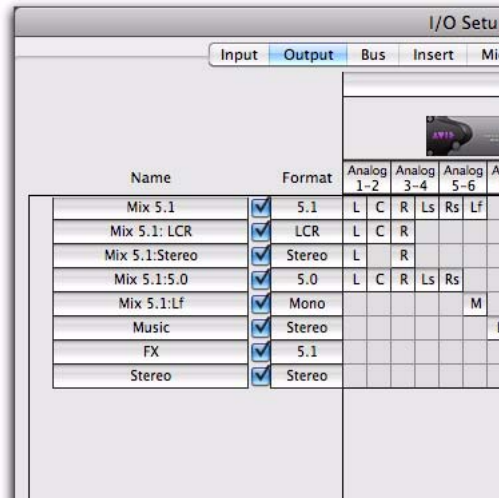 I/O Setu
Input Output Bus Insert Mi
AVID
Name Format Analog 1–2 Analog 3–4 Analog 5–6 A
Mix 5.1 5.1 L C R Ls Rs Lf
Mix 5.1: LCR LCR L C R
Mix 5.1:Stereo Stereo L R
Mix 5.1:5.0 5.0 L C R Ls Rs
Mix 5.1:Lf Mono M
Music Stereo
FX 5.1
Stereo Stereo